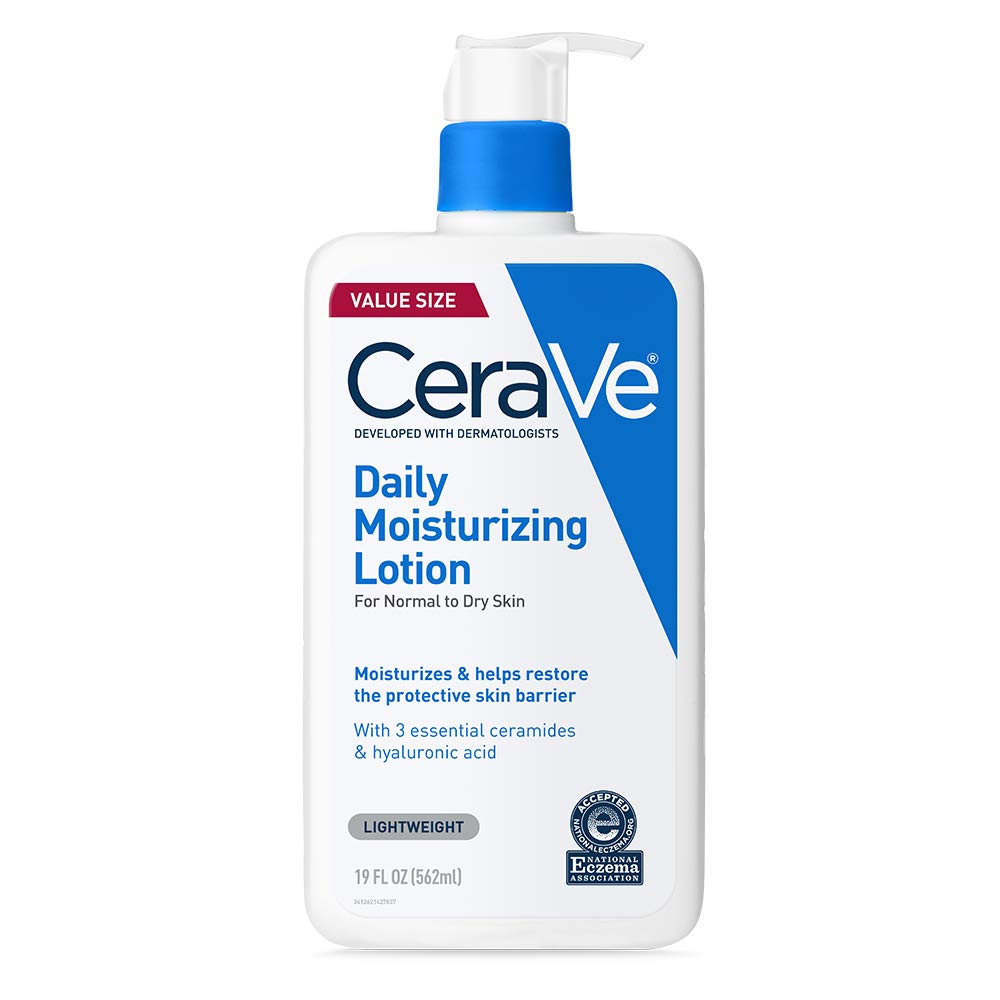 VALUE SIZE
CeraVe®
DEVELOPED WITH DERMATOLOGISTS
Daily
Moisturizing
Lotion
For Normal to Dry Skin
Moisturizes & helps restore
the protective skin barrier
With 3 essential ceramides
& hyaluronic acid
LIGHTWEIGHT
19 FL OZ (562ml)
3612621427837
ACCEPTED
NATIONALECZEMA.ORG
e
NATIONAL
Eczema
ASSOCIATION